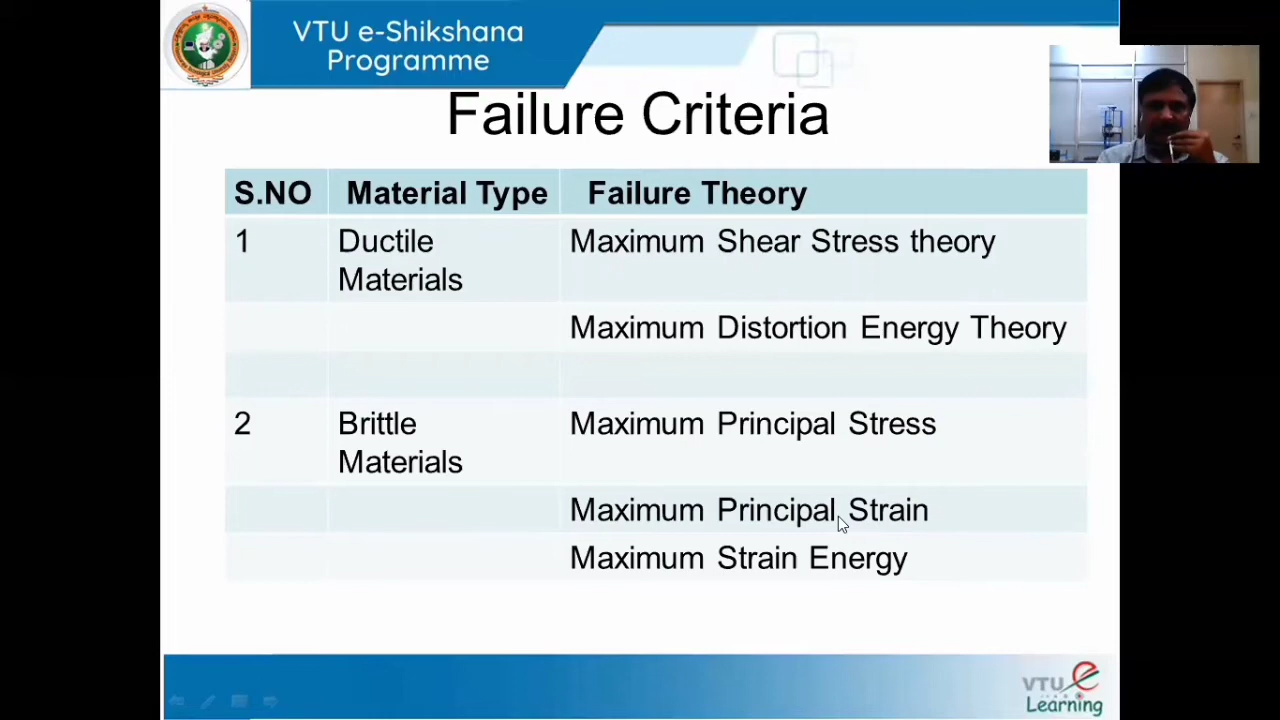 VTU e-Shikshana
Programme
Failure Criteria
S.NO Material Type Failure Theory
1 Ductile Materials Maximum Shear Stress theory
Maximum Distortion Energy Theory
2 Brittle Materials Maximum Principal Stress
Maximum Principal Strain
Maximum Strain Energy
VTU e
Learning